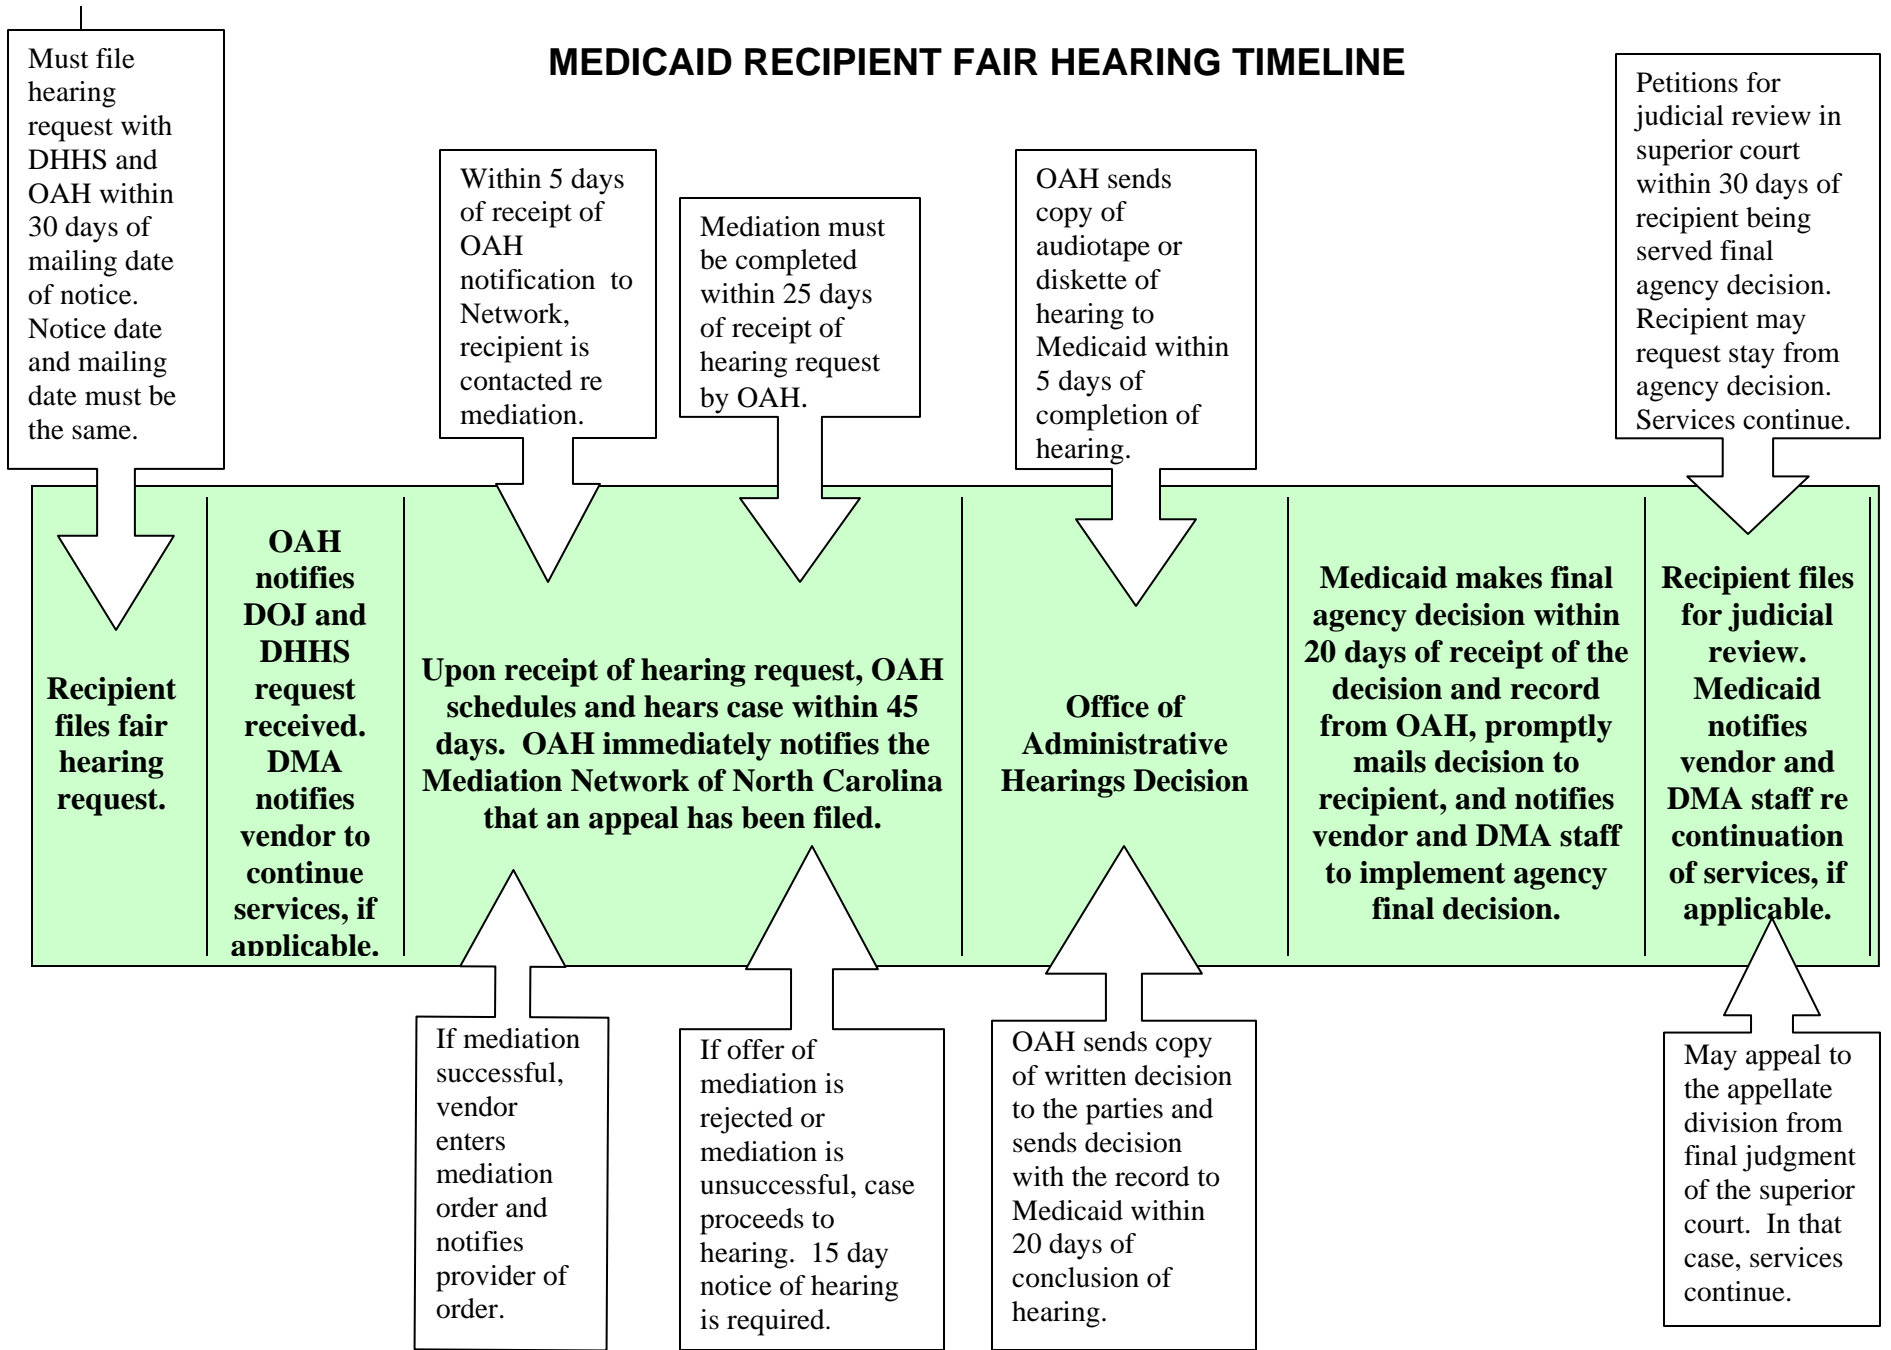 MEDICAID RECIPIENT FAIR HEARING TIMELINE
Must file
hearing
request with
DHHS and
OAH within
30 days of
mailing date
of notice.
Notice date
and mailing
date must be
the same.
Within 5 days
of receipt of
OAH
notification to
Network,
recipient is
contacted re
mediation.
Mediation must
be completed
within 25 days
of receipt of
hearing request
by OAH.
OAH sends
copy of
audiotape or
diskette of
hearing to
Medicaid within
5 days of
completion of
hearing.
Petitions for
judicial review in
superior court
within 30 days of
recipient being
served final
agency decision.
Recipient may
request stay from
agency decision.
Services continue.
Recipient
files fair
hearing
request.
OAH
notifies
DOJ and
DHHS
request
received.
DMA
notifies
vendor to
continue
services, if
applicable.
Upon receipt of hearing request, OAH
schedules and hears case within 45
days. OAH immediately notifies the
Mediation Network of North Carolina
that an appeal has been filed.
Office of
Administrative
Hearings Decision
Medicaid makes final
agency decision within
20 days of receipt of the
decision and record
from OAH, promptly
mails decision to
recipient, and notifies
vendor and DMA staff
to implement agency
final decision.
Recipient files
for judicial
review.
Medicaid
notifies
vendor and
DMA staff re
continuation
of services, if
applicable.
If mediation
successful,
vendor
enters
mediation
order and
notifies
provider of
order.
If offer of
mediation is
rejected or
mediation is
unsuccessful, case
proceeds to
hearing. 15 day
notice of hearing
is required.
OAH sends copy
of written decision
to the parties and
sends decision
with the record to
Medicaid within
20 days of
conclusion of
hearing.
May appeal to
the appellate
division from
final judgment
of the superior
court. In that
case, services
continue.